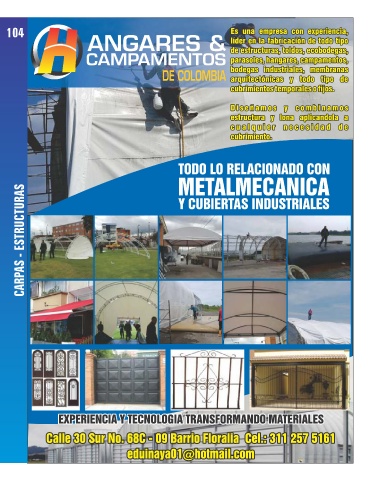 104
HANGARES &
CAMPAMENTOS
DE COLOMBIA
Es una empresa con experiencia,
lider en la fabricación de todo tipo
de estructuras, toldos, ecobodegas,
parasoles, hangares, campamentos,
bodegas industriales, membranas
arquitectónicas y todo tipo de
cubrimientos temporales o fijos.
Diseñamos y combinamos
estructura y lona aplicandola a
cualquier necesidad de
cubrimiento.
TODO LO RELACIONADO CON
METALMECANICA
Y CUBIERTAS INDUSTRIALES
CARPAS - ESTRUCTURAS
EXPERIENCIA Y TECNOLOGIA TRANSFORMANDO MATERIALES
Calle 30 Sur No. 68C - 09 Barrio Floralia Cel.: 311 257 5161
eduinaya01@hotmail.com